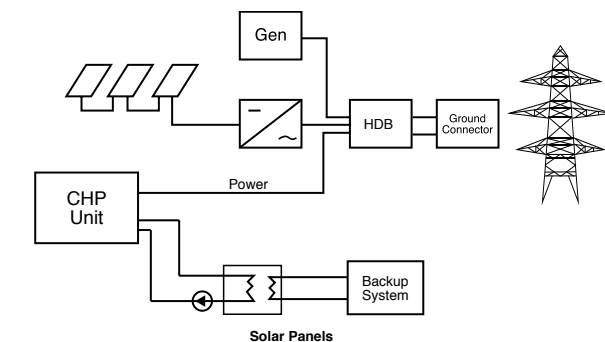 Gen
HDB
Ground
Connector
Power
CHP
Unit
Backup
System
Solar Panels